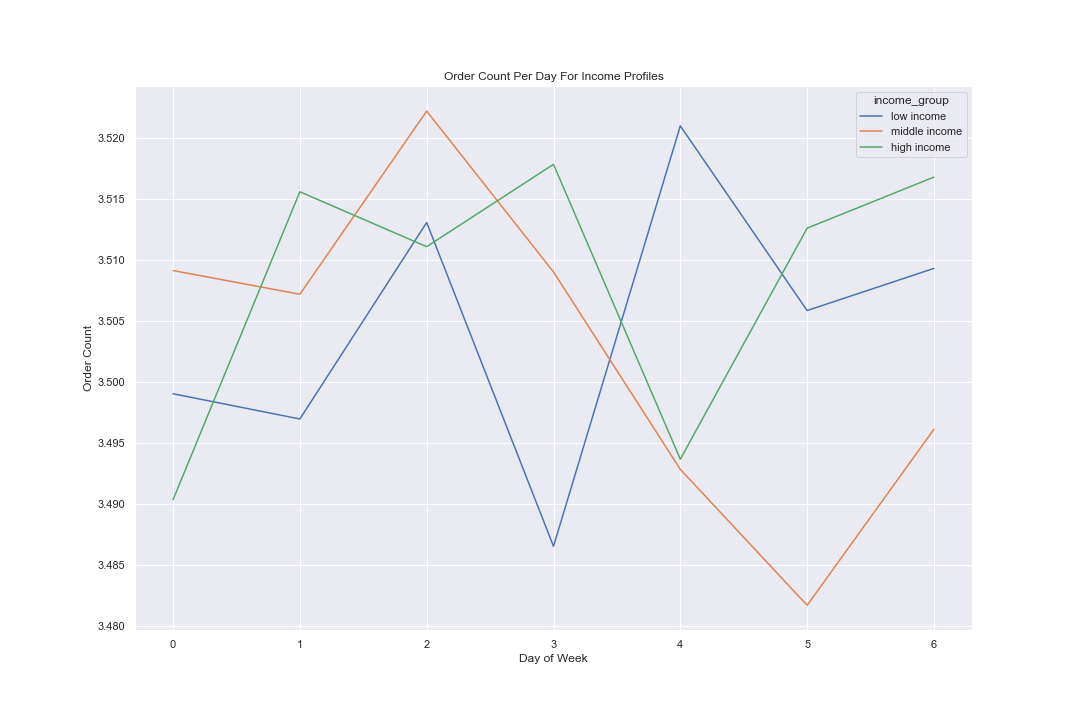 Order Count Per Day For Income Profiles
income_group
low income
middle income
high income
3.520
3.515
3.510
3.505
3.500
3.495
3.490
3.485
3.480
Order Count
0 1 2 3 4 5 6
Day of Week